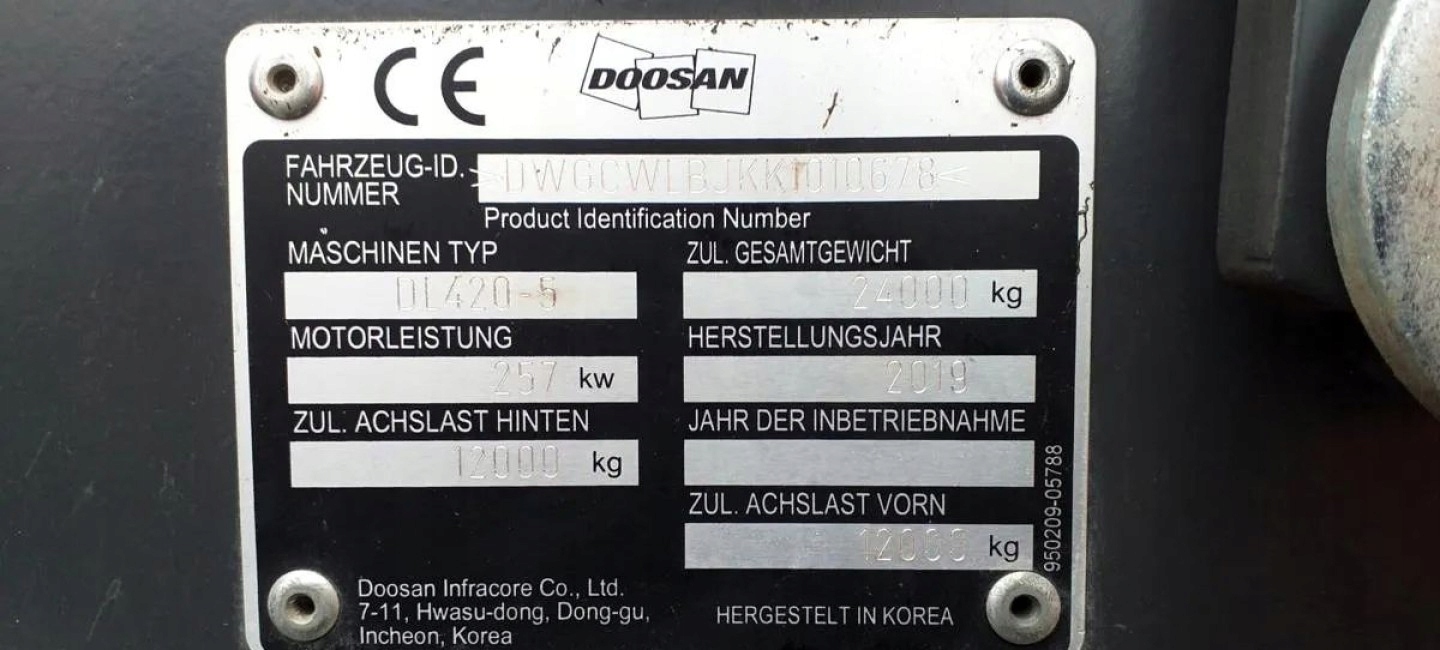 CE
DOOSAN
FAHRZEUG-ID. NUMMER
>DWGCWLBJKK1010678<
Product Identification Number
MASCHINEN TYP
DL420-5
ZUL. GESAMTGEWICHT
24000 kg
MOTORLEISTUNG
257 kw
HERSTELLUNGSJAHR
2019
ZUL. ACHSLAST HINTEN
12000 kg
JAHR DER INBETRIEBNAHME
ZUL. ACHSLAST VORN
12000 kg
950209-05788
Doosan Infracore Co., Ltd.
7-11, Hwasu-dong, Dong-gu,
Incheon, Korea
HERGESTELT IN KOREA